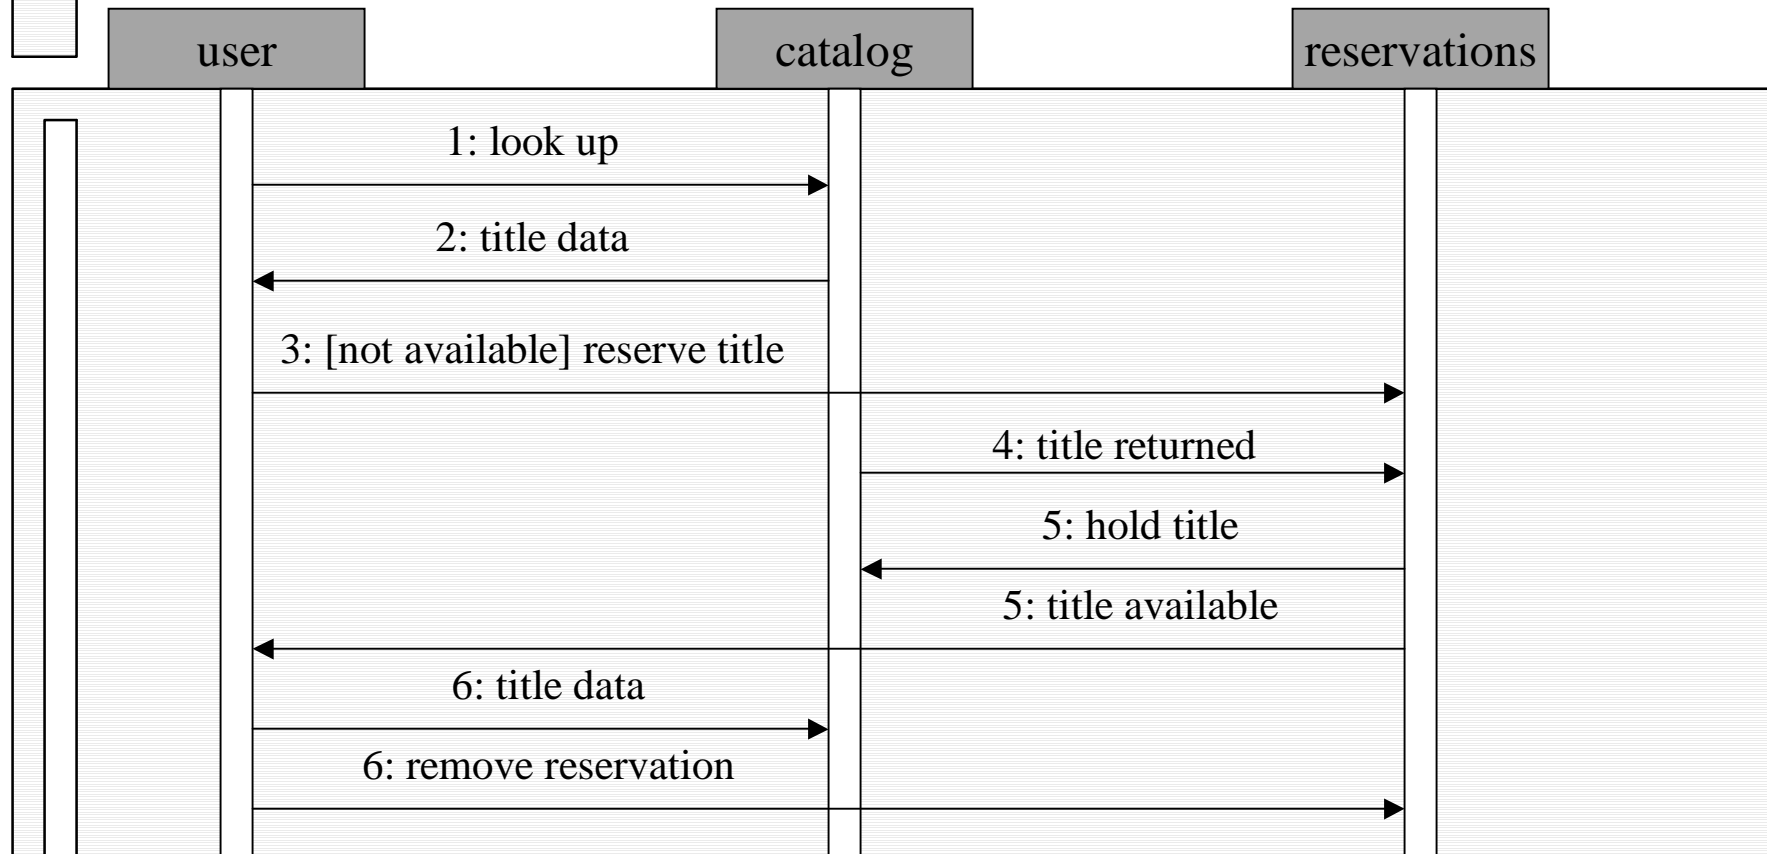 user
catalog
reservations
1: look up
2: title data
3: [not available] reserve title
4: title returned
5: hold title
5: title available
6: title data
6: remove reservation